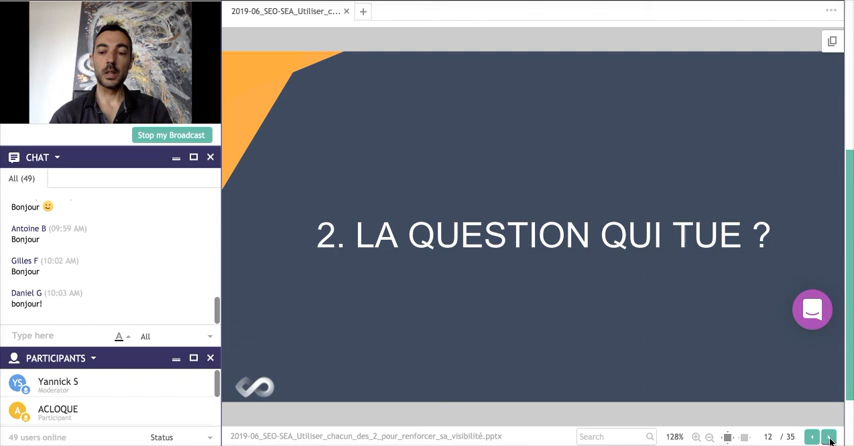 2019-06_SEO-SEA_Utiliser_c...
Stop my Broadcast
CHAT
All (49)
Bonjour
Antoine B (09:59 AM)
Bonjour
Gilles F (10:02 AM)
Bonjour
Daniel G (10:03 AM)
bonjour!
Type here
A
All
PARTICIPANTS
YS
Yannick S
Moderator
A
ACLOQUE
Participant
49 users online
Status
2. LA QUESTION QUI TUE ?
2019-06_SEO-SEA_Utiliser_chacun_des_2_pour_renforcer_sa_visibilité.pptx
Search
128%
12 / 35